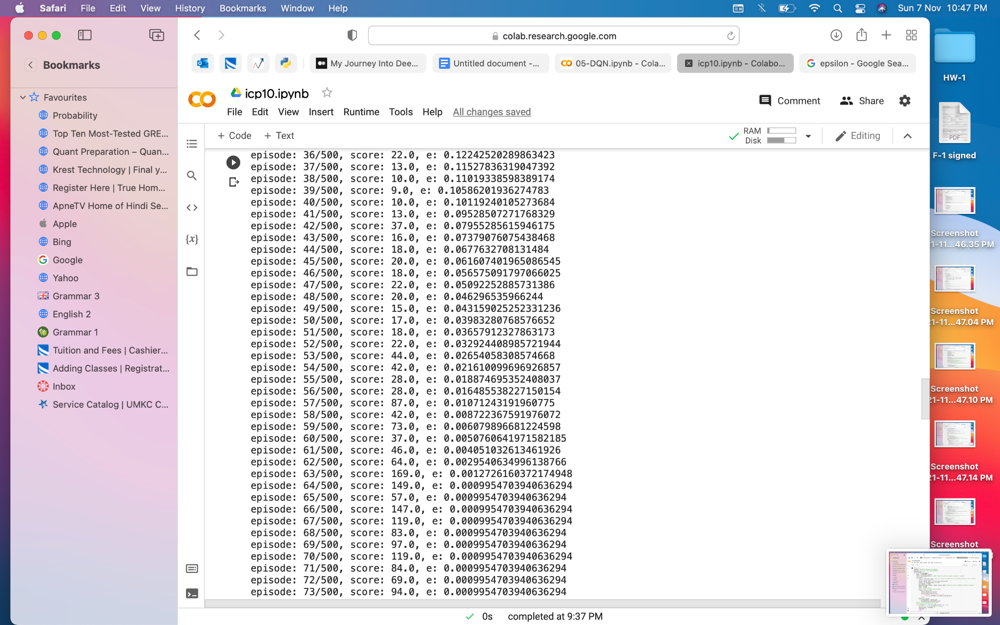 Safari File Edit View History Bookmarks Window Help
Sun 7 Nov 10:47 PM
colab.research.google.com
My Journey Into Dee...
Untitled document -...
05-DQN.ipynb - Cola...
icp10.ipynb - Colabo...
epsilon - Google Sea...
Bookmarks
Favourites
Probability
Top Ten Most-Tested GRE...
Quant Preparation – Quan...
Krest Technology | Final y...
Register Here | True Hom...
ApneTV Home of Hindi Se...
Apple
Bing
Google
Yahoo
Grammar 3
English 2
Grammar 1
Tuition and Fees | Cashier...
Adding Classes | Registrat...
Inbox
Service Catalog | UMKC C...
icp10.ipynb
File Edit View Insert Runtime Tools Help All changes saved
Comment
Share
+ Code + Text
RAM
Disk
Editing
episode: 36/500, score: 22.0, e: 0.12242520289863423
episode: 37/500, score: 13.0, e: 0.11527836319047392
episode: 38/500, score: 10.0, e: 0.11019338598389174
episode: 39/500, score: 9.0, e: 0.10586201936274783
episode: 40/500, score: 10.0, e: 0.10119240105273684
episode: 41/500, score: 13.0, e: 0.09528507271768329
episode: 42/500, score: 37.0, e: 0.07955285615946175
episode: 43/500, score: 16.0, e: 0.07379076075438468
episode: 44/500, score: 18.0, e: 0.0677632708131484
episode: 45/500, score: 20.0, e: 0.061607401965086545
episode: 46/500, score: 18.0, e: 0.056575091797066025
episode: 47/500, score: 22.0, e: 0.05092252885731386
episode: 48/500, score: 20.0, e: 0.046296535966244
episode: 49/500, score: 15.0, e: 0.043159025252331236
episode: 50/500, score: 17.0, e: 0.03983280768576652
episode: 51/500, score: 18.0, e: 0.03657912327863173
episode: 52/500, score: 22.0, e: 0.032924408985721944
episode: 53/500, score: 44.0, e: 0.02654058308574668
episode: 54/500, score: 42.0, e: 0.021610099696926857
episode: 55/500, score: 28.0, e: 0.018874695352408037
episode: 56/500, score: 28.0, e: 0.016485538227150154
episode: 57/500, score: 87.0, e: 0.01071243191960775
episode: 58/500, score: 42.0, e: 0.008722367591976072
episode: 59/500, score: 73.0, e: 0.006079896681224598
episode: 60/500, score: 37.0, e: 0.0050760641971582185
episode: 61/500, score: 46.0, e: 0.004051032613461926
episode: 62/500, score: 64.0, e: 0.0029540634996138766
episode: 63/500, score: 169.0, e: 0.0012726160372174948
episode: 64/500, score: 149.0, e: 0.0009954703940636294
episode: 65/500, score: 57.0, e: 0.0009954703940636294
episode: 66/500, score: 147.0, e: 0.0009954703940636294
episode: 67/500, score: 119.0, e: 0.0009954703940636294
episode: 68/500, score: 83.0, e: 0.0009954703940636294
episode: 69/500, score: 97.0, e: 0.0009954703940636294
episode: 70/500, score: 119.0, e: 0.0009954703940636294
episode: 71/500, score: 84.0, e: 0.0009954703940636294
episode: 72/500, score: 69.0, e: 0.0009954703940636294
episode: 73/500, score: 94.0, e: 0.0009954703940636294
0s completed at 9:37 PM
HW-1
PDF
F-1 signed
Screenshot
1-11...46.35 PM
Screenshot
21-11...47.04 PM
Screenshot
21-11...47.10 PM
Screenshot
21-11...47.14 PM
Screenshot